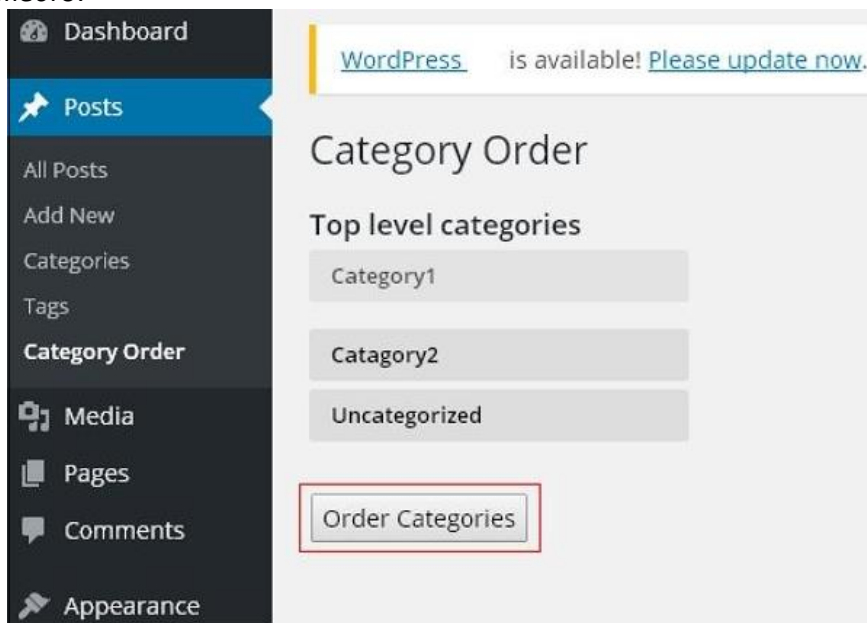 Dashboard
Posts
All Posts
Add New
Categories
Tags
Category Order
Media
Pages
Comments
Appearance
WordPress is available! Please update now.
Category Order
Top level categories
Category1
Catagory2
Uncategorized
Order Categories